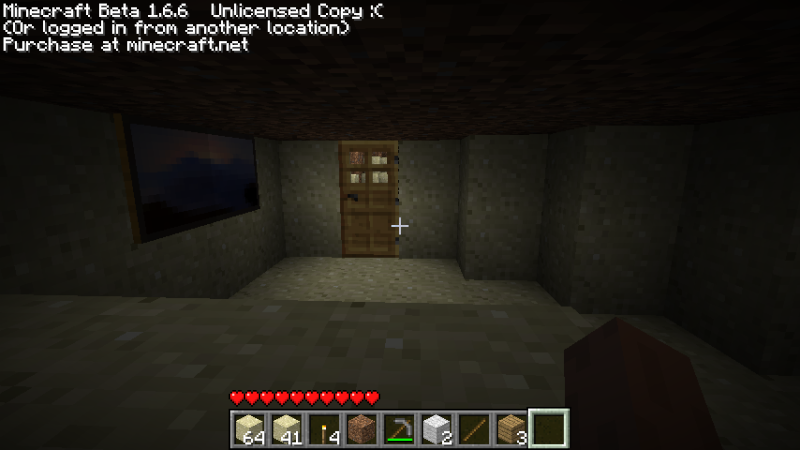 Minecraft Beta 1.6.6   Unlicensed Copy :(
(Or logged in from another location)
Purchase at minecraft.net
64 41 4 2 3